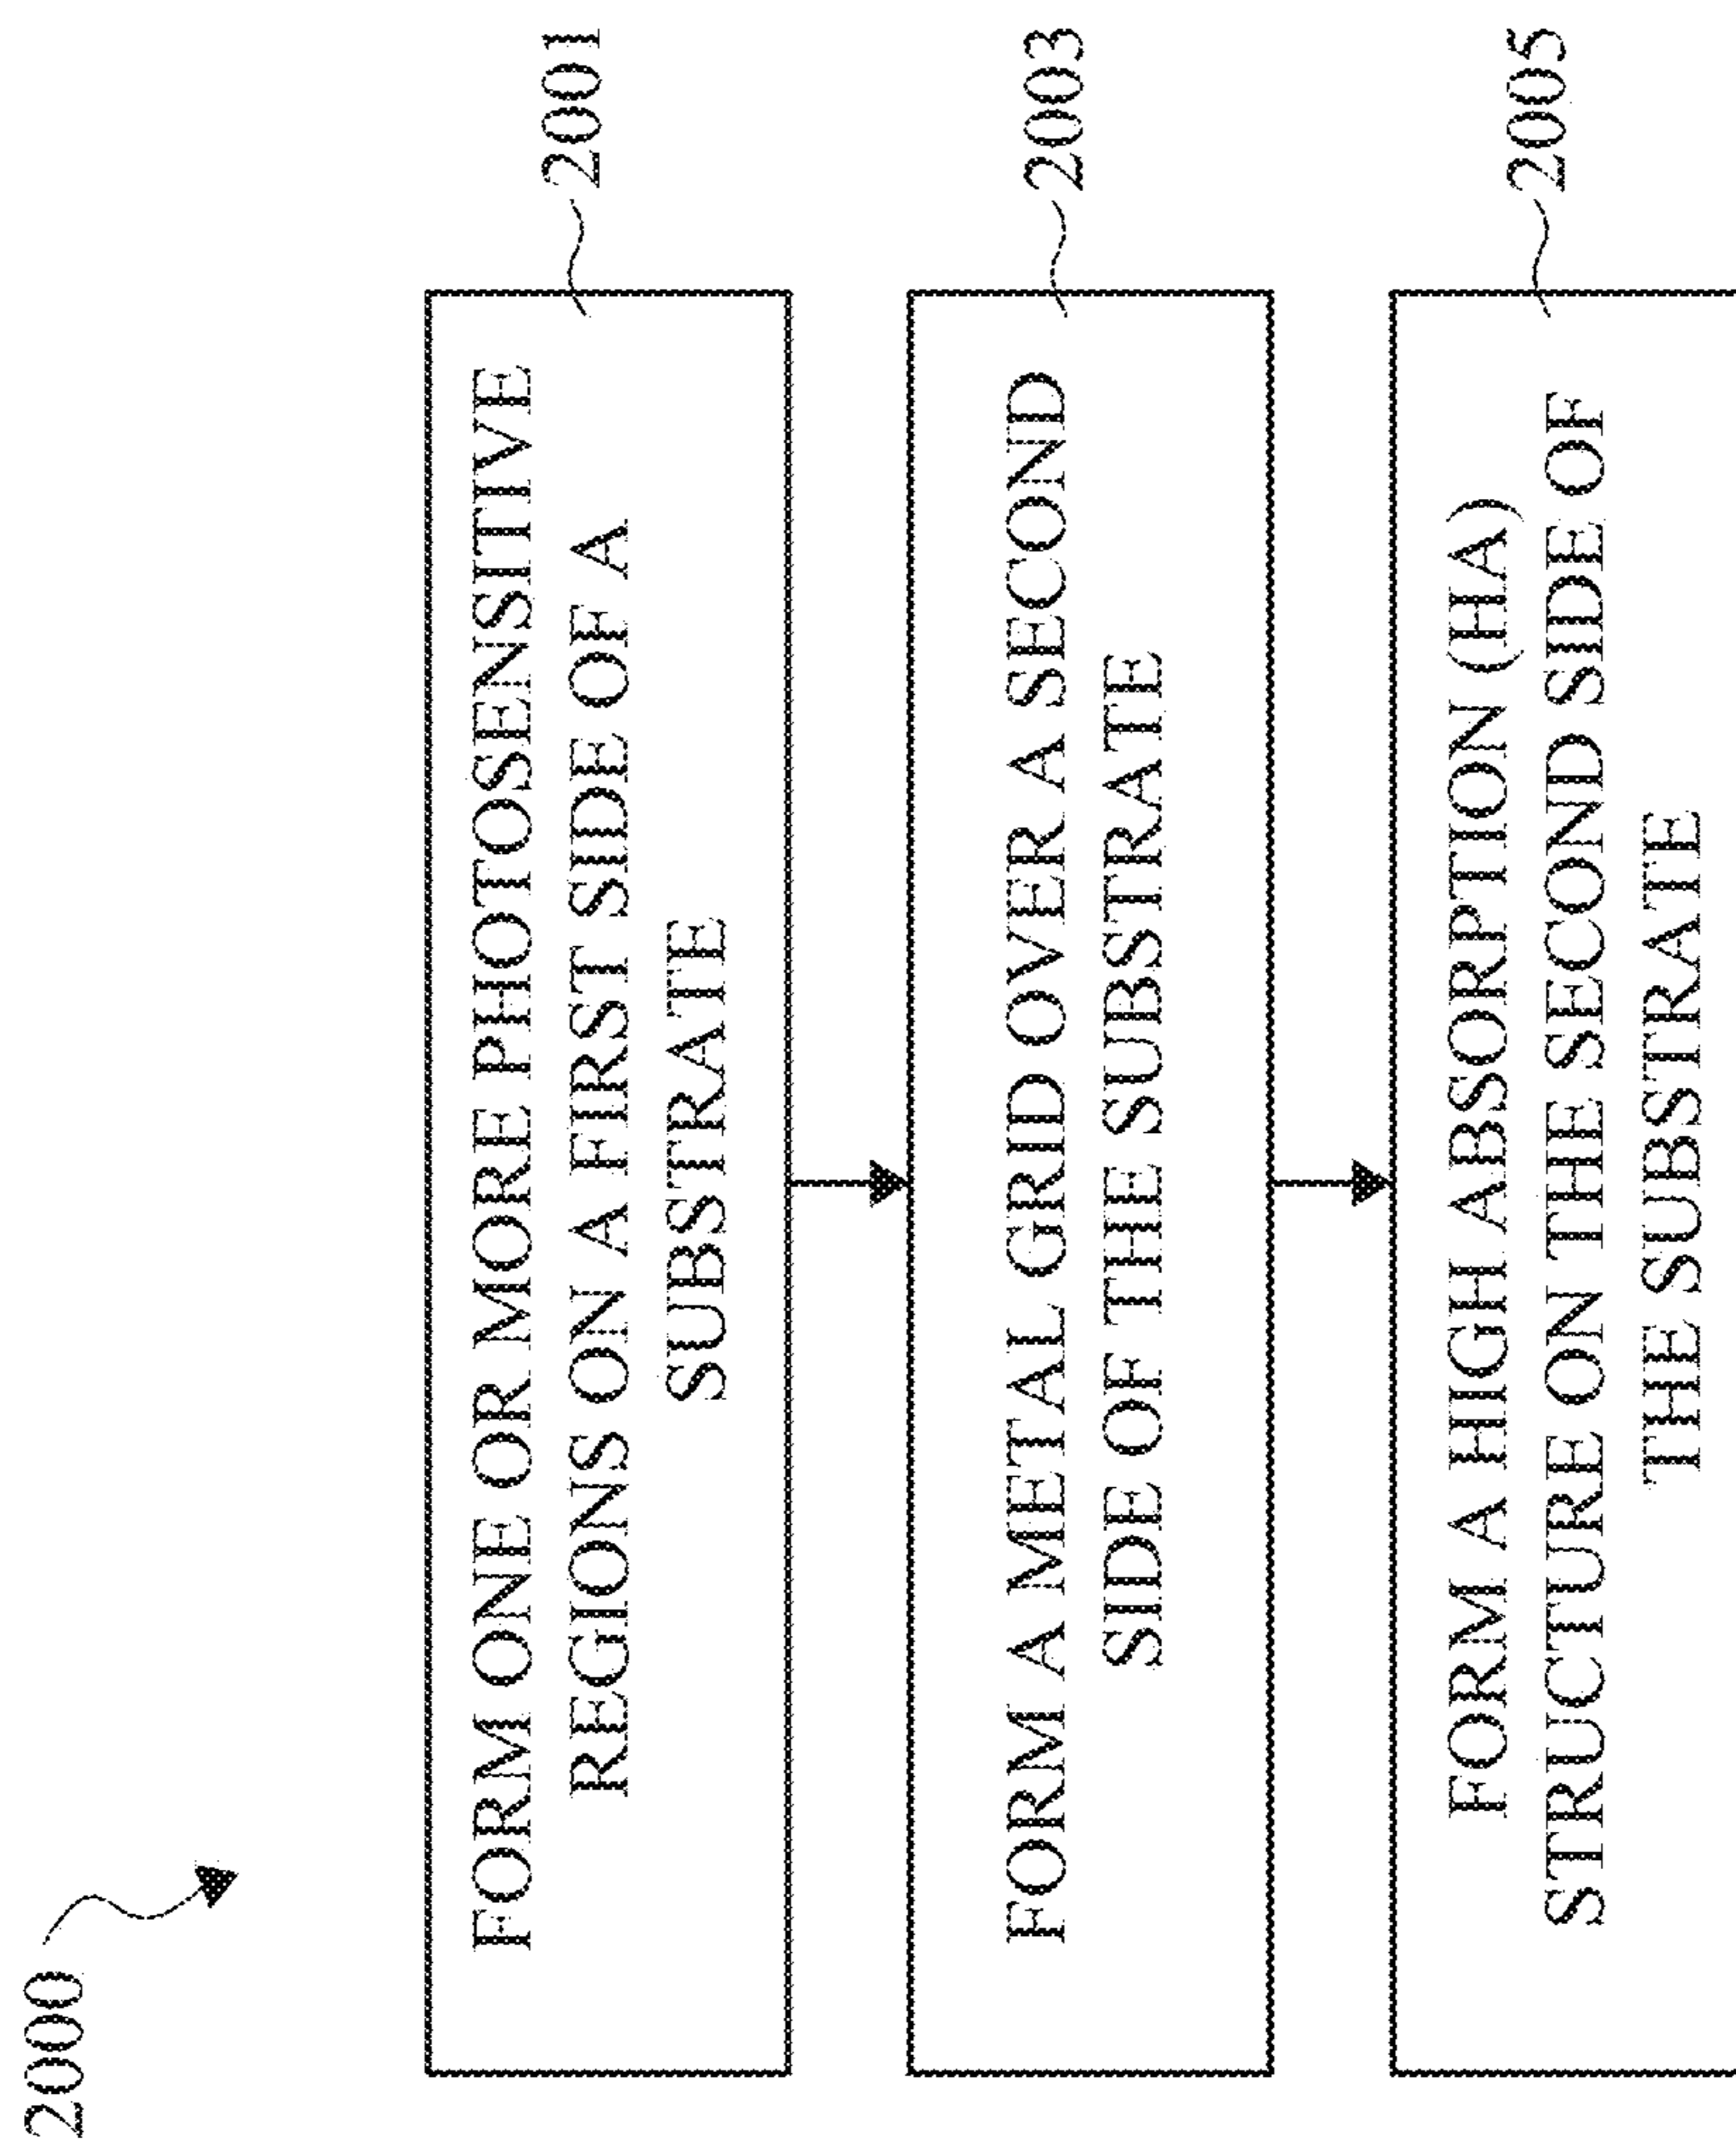 2000
FORM ONE OR MORE PHOTOSENSITIVE
REGIONS ON A FIRST SIDE OF A
SUBSTRATE
2001
FORM A METAL GRID OVER A SECOND
SIDE OF THE SUBSTRATE
2003
FORM A HIGH ABSORPTION (HA)
STRUCTURE ON THE SECOND SIDE OF
THE SUBSTRATE
2005